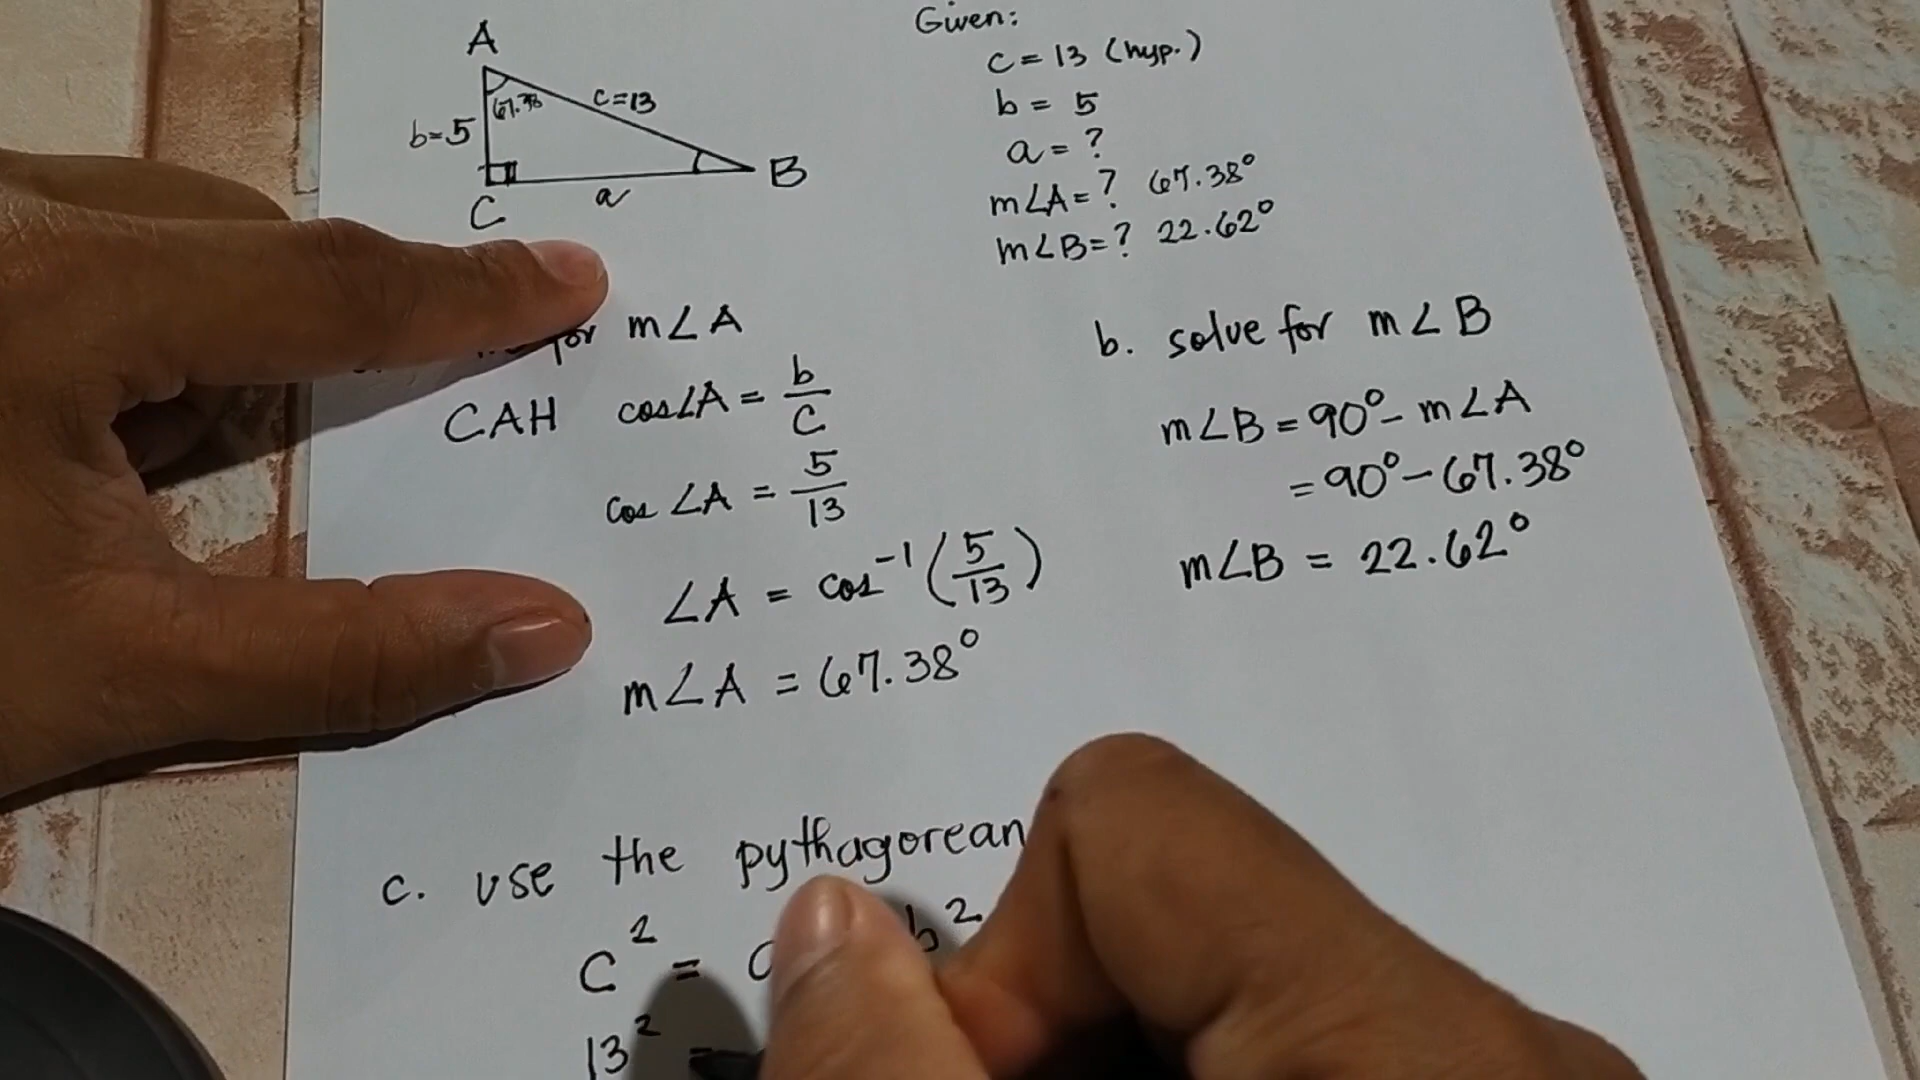 A
67.38
c=13
b=5
B
a
C
Given:
c = 13 (hyp.)
b = 5
a = ?
m∠A = ? 67.38°
m∠B = ? 22.62°
for m∠A
CAH cos∠A = b/c
cos ∠A = 5/13
∠A = cos⁻¹ (5/13)
m∠A = 67.38°
b. solve for m∠B
m∠B = 90° - m∠A
= 90° - 67.38°
m∠B = 22.62°
c. use the pythagorean
c² = b²
13² =